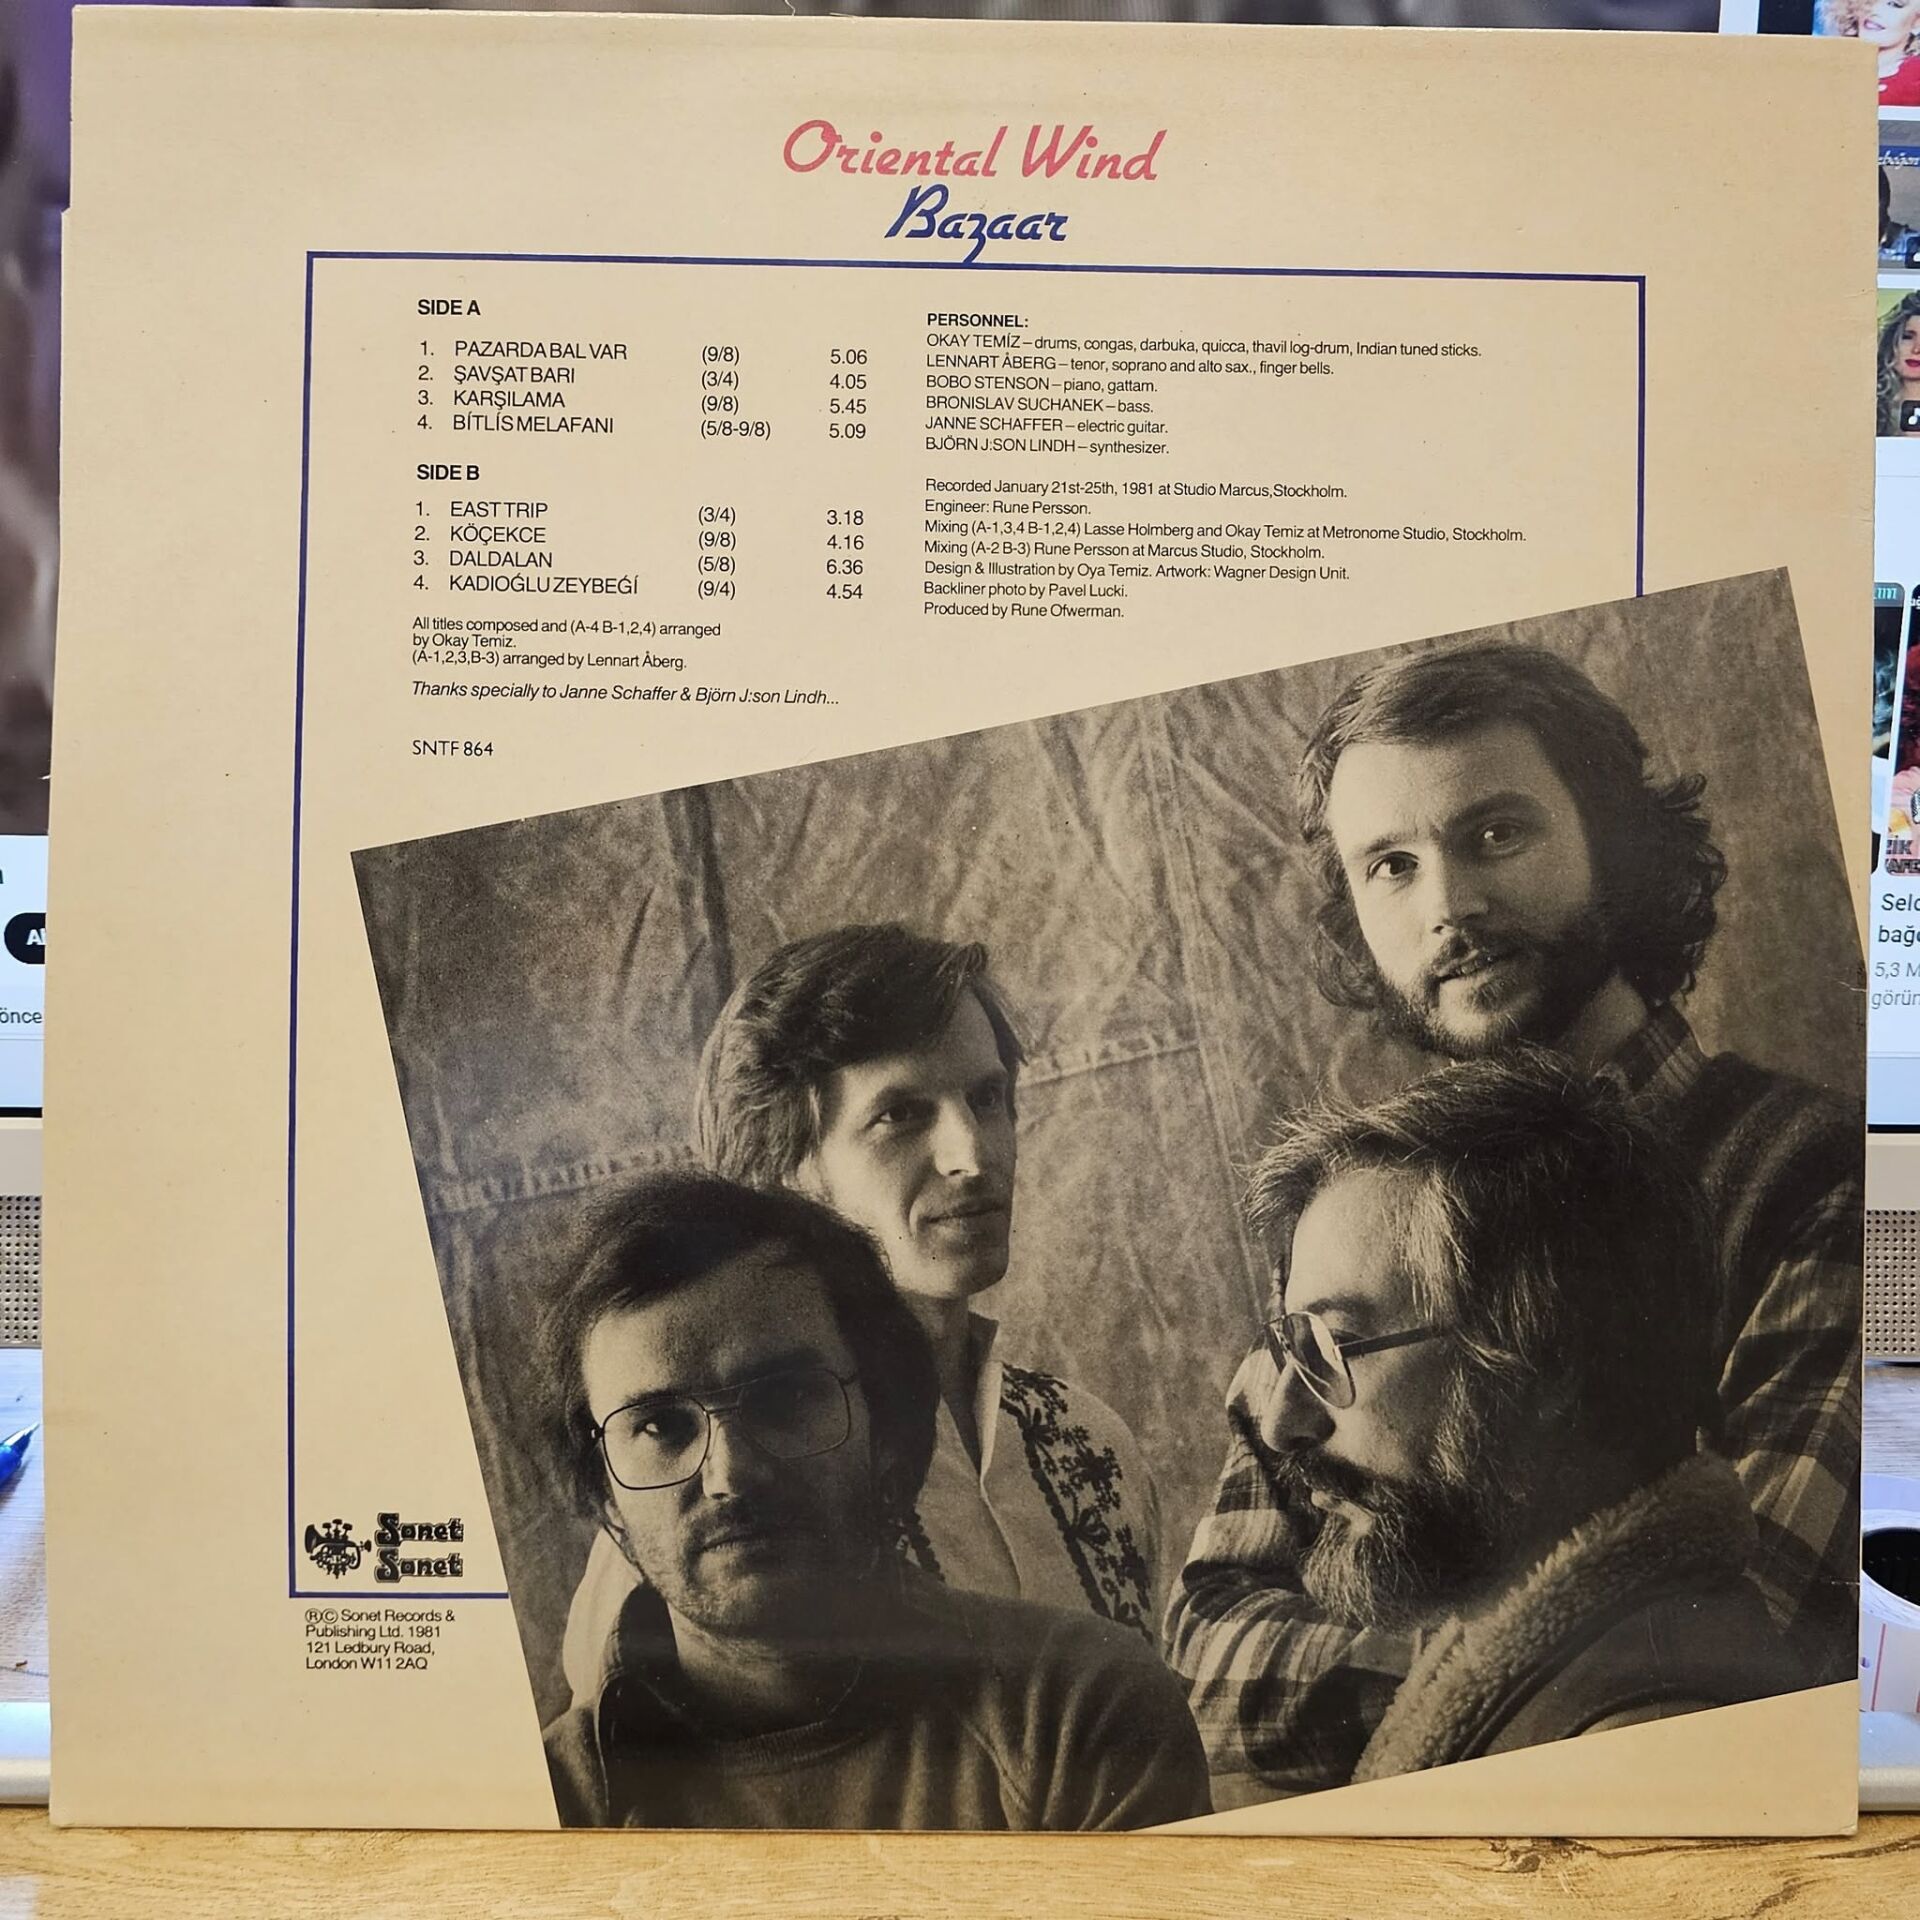 Oriental Wind
Bazaar
SIDE A
1. PAZARDA BAL VAR (9/8) 5.06
2. ŞAVŞAT BARI (3/4) 4.05
3. KARŞILAMA (9/8) 5.45
4. BİTLİS MELAFANI (5/8-9/8) 5.09
SIDE B
1. EAST TRIP (3/4) 3.18
2. KÖÇEKCE (9/8) 4.16
3. DALDALAN (5/8) 6.36
4. KADIOĞLU ZEYBEĞİ (9/4) 4.54
All titles composed and (A-4 B-1,2,4) arranged
by Okay Temiz.
(A-1,2,3,B-3) arranged by Lennart Åberg.
Thanks specially to Janne Schaffer & Björn J:son Lindh...
SNTF 864
PERSONNEL:
OKAY TEMİZ – drums, congas, darbuka, quicca, thavil log-drum, Indian tuned sticks.
LENNART ÅBERG – tenor, soprano and alto sax., finger bells.
BOBO STENSON – piano, gattam.
BRONISLAV SUCHANEK – bass.
JANNE SCHAFFER – electric guitar.
BJÖRN J:SON LINDH – synthesizer.
Recorded January 21st-25th, 1981 at Studio Marcus, Stockholm.
Engineer: Rune Persson.
Mixing (A-1,3,4 B-1,2,4) Lasse Holmberg and Okay Temiz at Metronome Studio, Stockholm.
Mixing (A-2 B-3) Rune Persson at Marcus Studio, Stockholm.
Design & Illustration by Oya Temiz. Artwork: Wagner Design Unit.
Backliner photo by Pavel Lucki.
Produced by Rune Ofwerman.
Sonet
Sonet
ⓇⒸ Sonet Records &
Publishing Ltd. 1981
121 Ledbury Road,
London W11 2AQ
önce
5,3 M